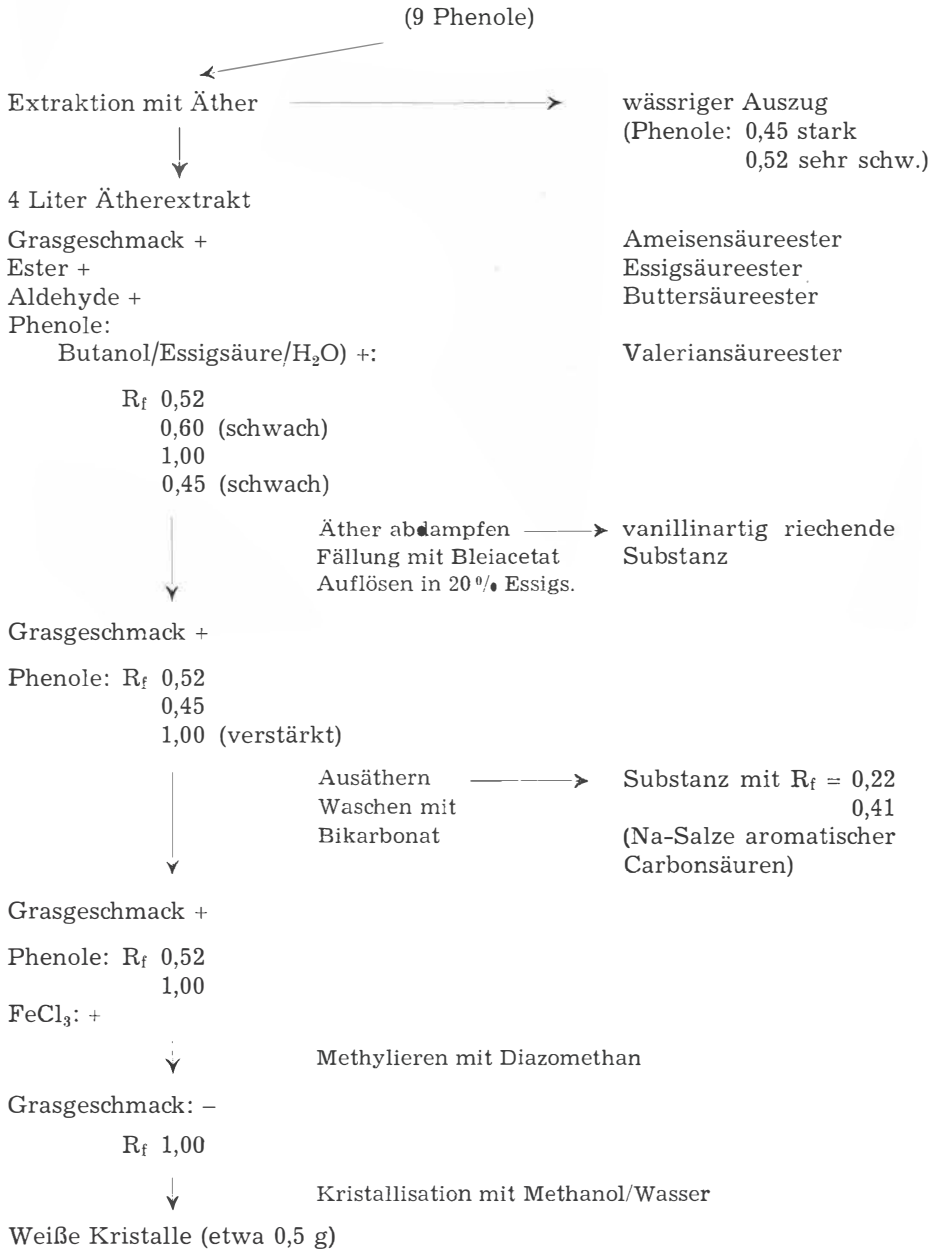 (9 Phenole)
Extraktion mit Äther
wässriger Auszug
(Phenole: 0,45 stark
0,52 sehr schw.)
4 Liter Ätherextrakt
Grasgeschmack +
Ameisensäureester
Ester +
Essigsäureester
Aldehyde +
Buttersäureester
Phenole:
Butanol/Essigsäure/H₂O) +:
Valeriansäureester
Rf 0,52
0,60 (schwach)
1,00
0,45 (schwach)
Äther abdampfen
Fällung mit Bleiacetat
Auflösen in 20 % Essigs.
vanillinartig riechende
Substanz
Grasgeschmack +
Phenole: Rf 0,52
0,45
1,00 (verstärkt)
Ausäthern
Waschen mit
Bikarbonat
Substanz mit Rf = 0,22
0,41
(Na-Salze aromatischer
Carbonsäuren)
Grasgeschmack +
Phenole: Rf 0,52
1,00
FeCl₃: +
Methylieren mit Diazomethan
Grasgeschmack: –
Rf 1,00
Kristallisation mit Methanol/Wasser
Weiße Kristalle (etwa 0,5 g)